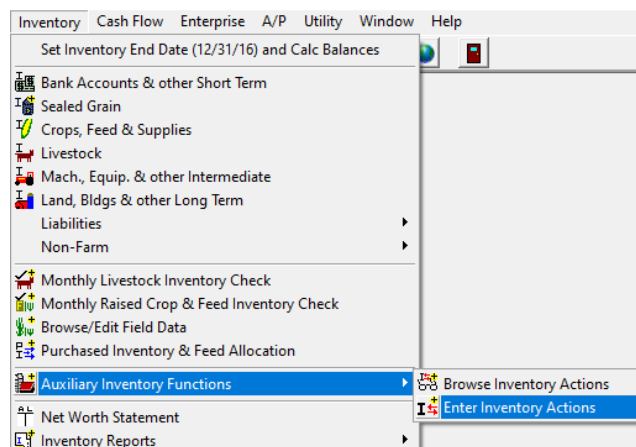 Inventory Cash Flow Enterprise A/P Utility Window Help
Set Inventory End Date (12/31/16) and Calc Balances
Bank Accounts & other Short Term
Sealed Grain
Crops, Feed & Supplies
Livestock
Mach., Equip. & other Intermediate
Land, Bldgs & other Long Term
Liabilities
Non-Farm
Monthly Livestock Inventory Check
Monthly Raised Crop & Feed Inventory Check
Browse/Edit Field Data
Purchased Inventory & Feed Allocation
Auxiliary Inventory Functions
Browse Inventory Actions
Enter Inventory Actions
Net Worth Statement
Inventory Reports